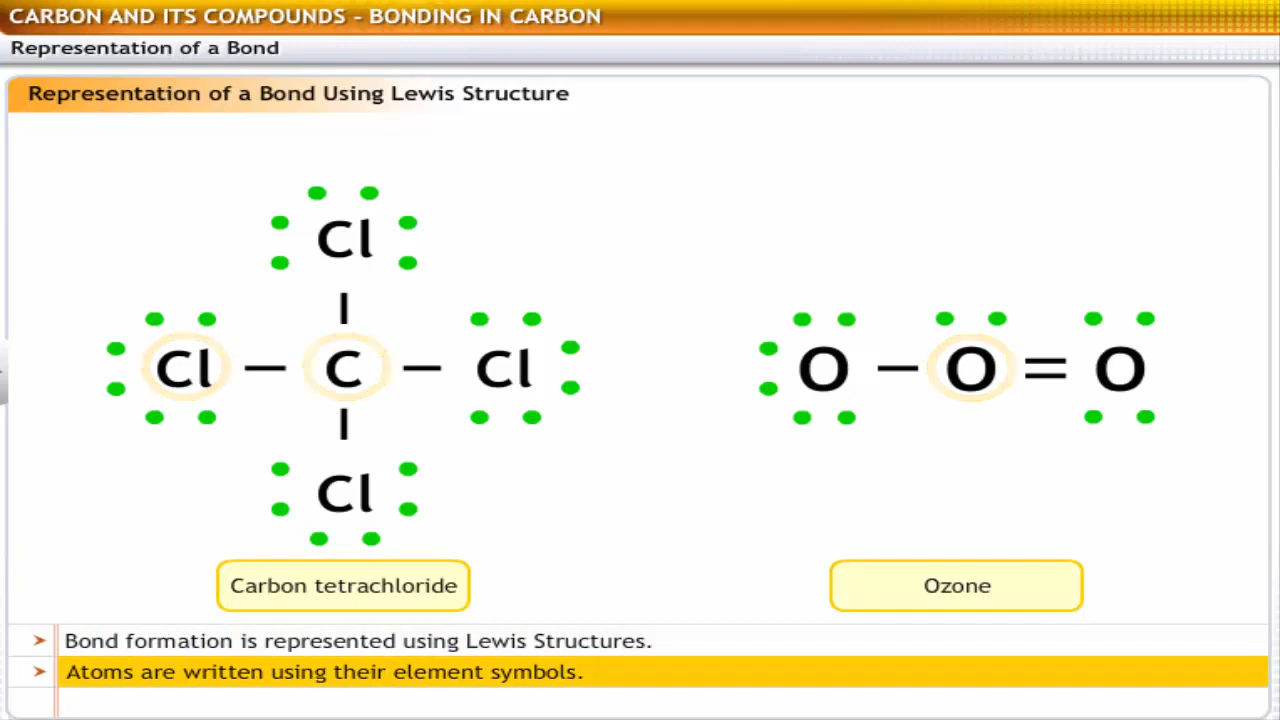 CARBON AND ITS COMPOUNDS - BONDING IN CARBON
Representation of a Bond
Representation of a Bond Using Lewis Structure
Cl
Cl – C – Cl
Cl
O – O = O
Carbon tetrachloride
Ozone
Bond formation is represented using Lewis Structures.
Atoms are written using their element symbols.